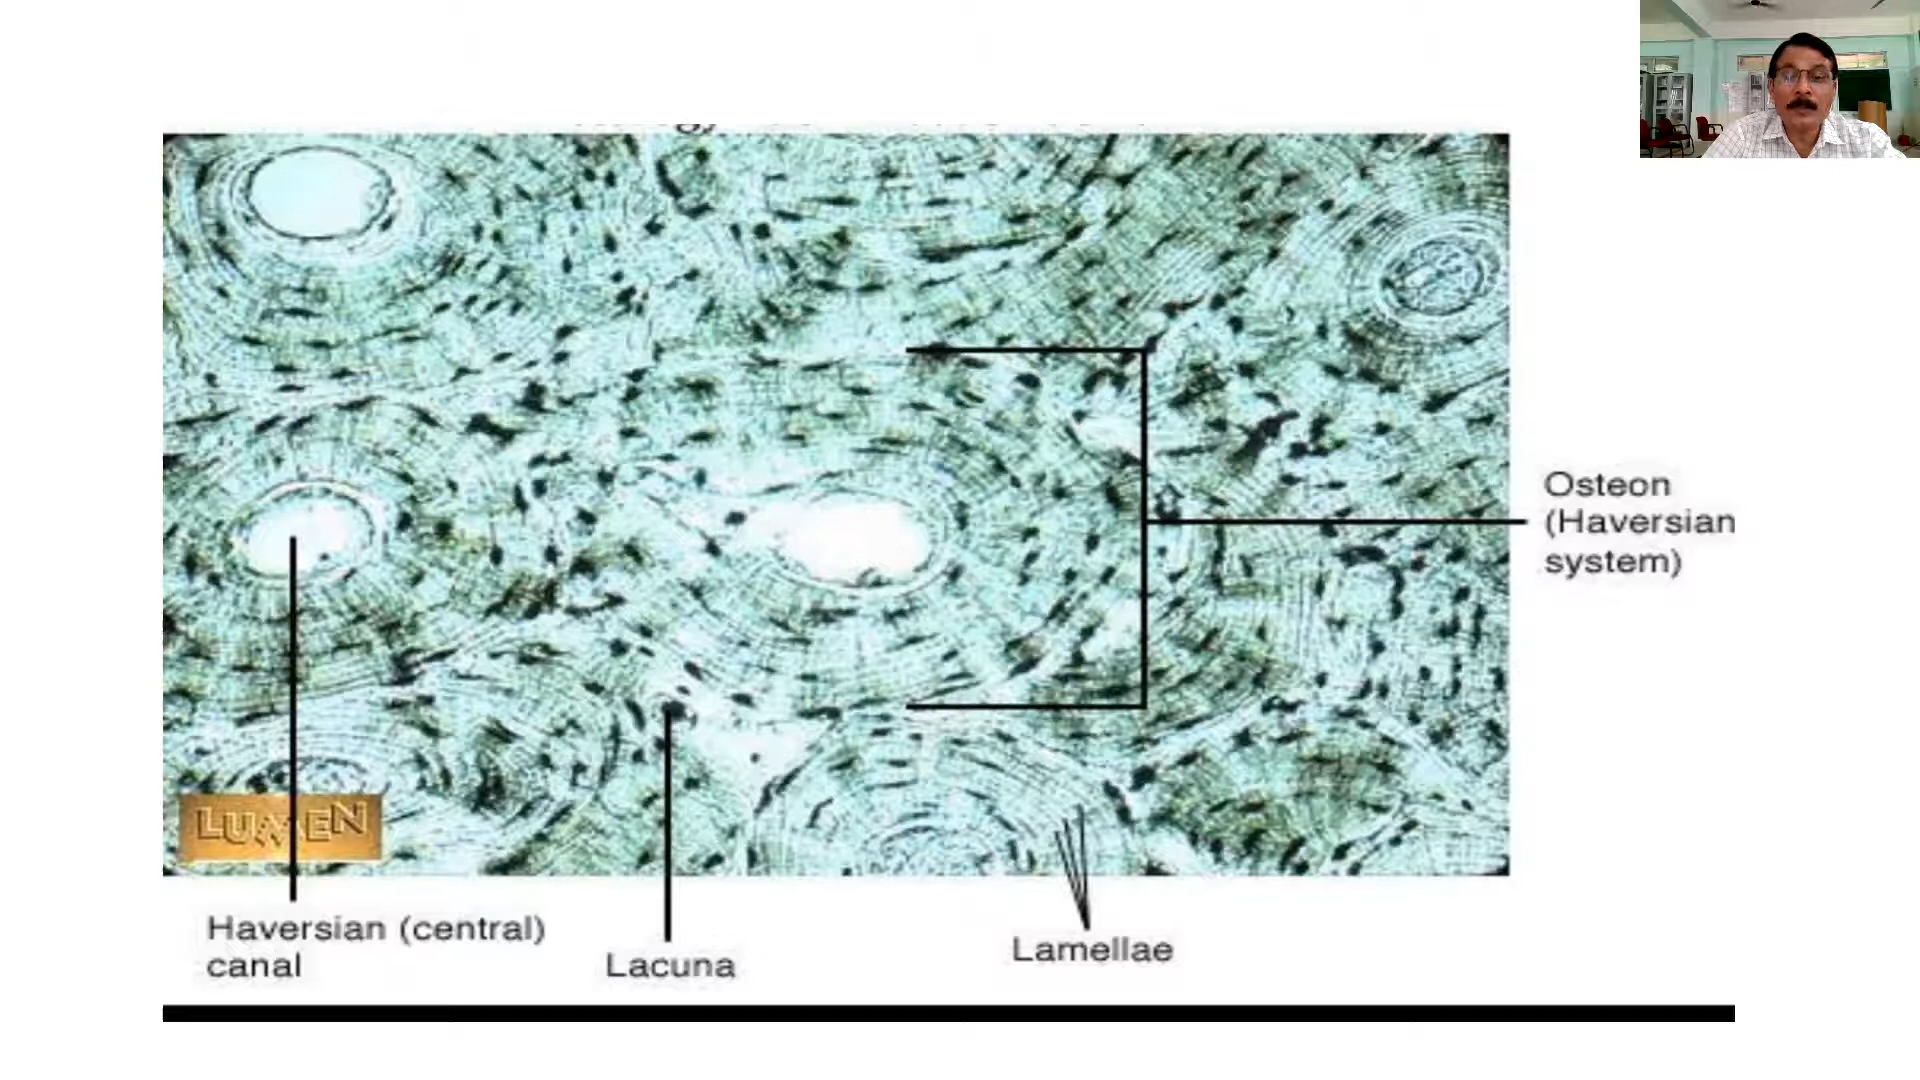 Osteon
(Haversian
system)
LUMEN
Haversian (central)
canal
Lacuna
Lamellae